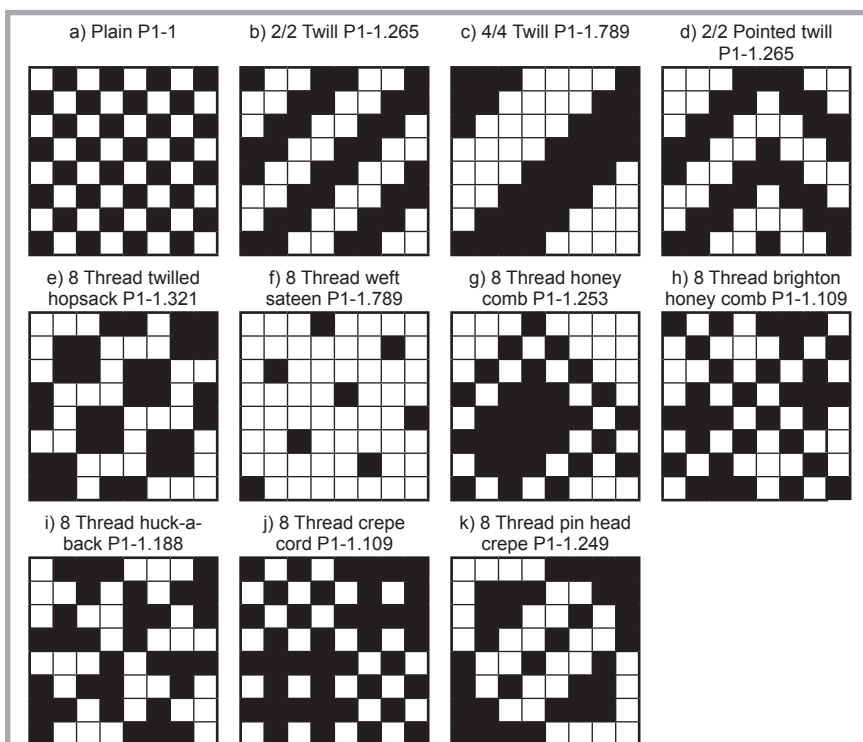 a) Plain P1-1
b) 2/2 Twill P1-1.265
c) 4/4 Twill P1-1.789
d) 2/2 Pointed twill
P1-1.265
e) 8 Thread twilled
hopsack P1-1.321
f) 8 Thread weft
sateen P1-1.789
g) 8 Thread honey
comb P1-1.253
h) 8 Thread brighton
honey comb P1-1.109
i) 8 Thread huck-a-
back P1-1.188
j) 8 Thread crepe
cord P1-1.109
k) 8 Thread pin head
crepe P1-1.249